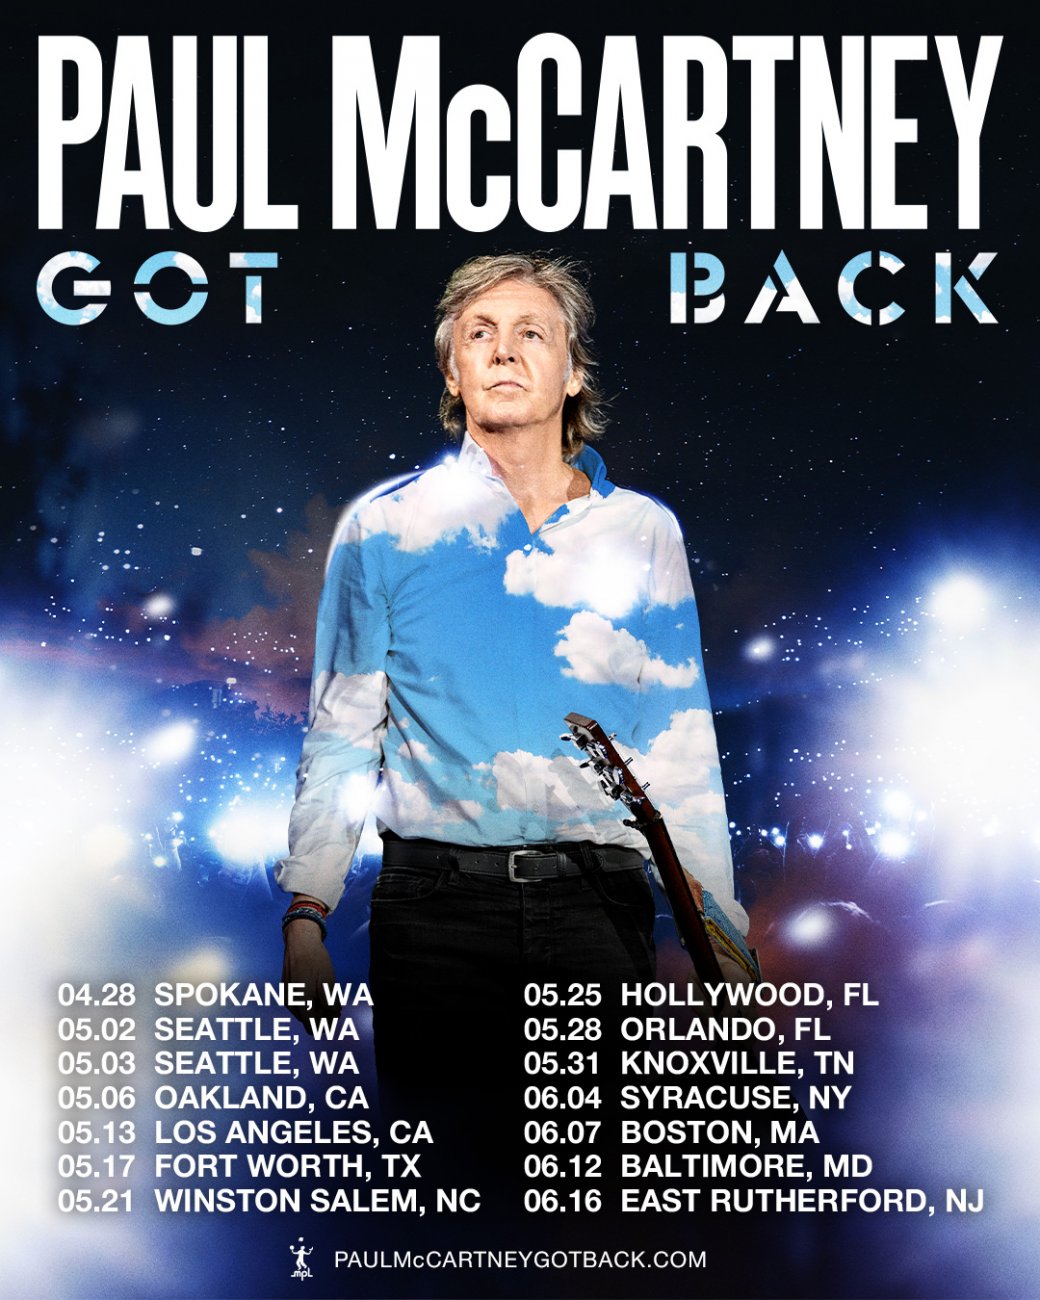 PAUL McCARTNEY
GOT BACK
04.28 SPOKANE, WA
05.02 SEATTLE, WA
05.03 SEATTLE, WA
05.06 OAKLAND, CA
05.13 LOS ANGELES, CA
05.17 FORT WORTH, TX
05.21 WINSTON SALEM, NC
05.25 HOLLYWOOD, FL
05.28 ORLANDO, FL
05.31 KNOXVILLE, TN
06.04 SYRACUSE, NY
06.07 BOSTON, MA
06.12 BALTIMORE, MD
06.16 EAST RUTHERFORD, NJ
mpL
PAULMcCARTNEYGOTBACK.COM